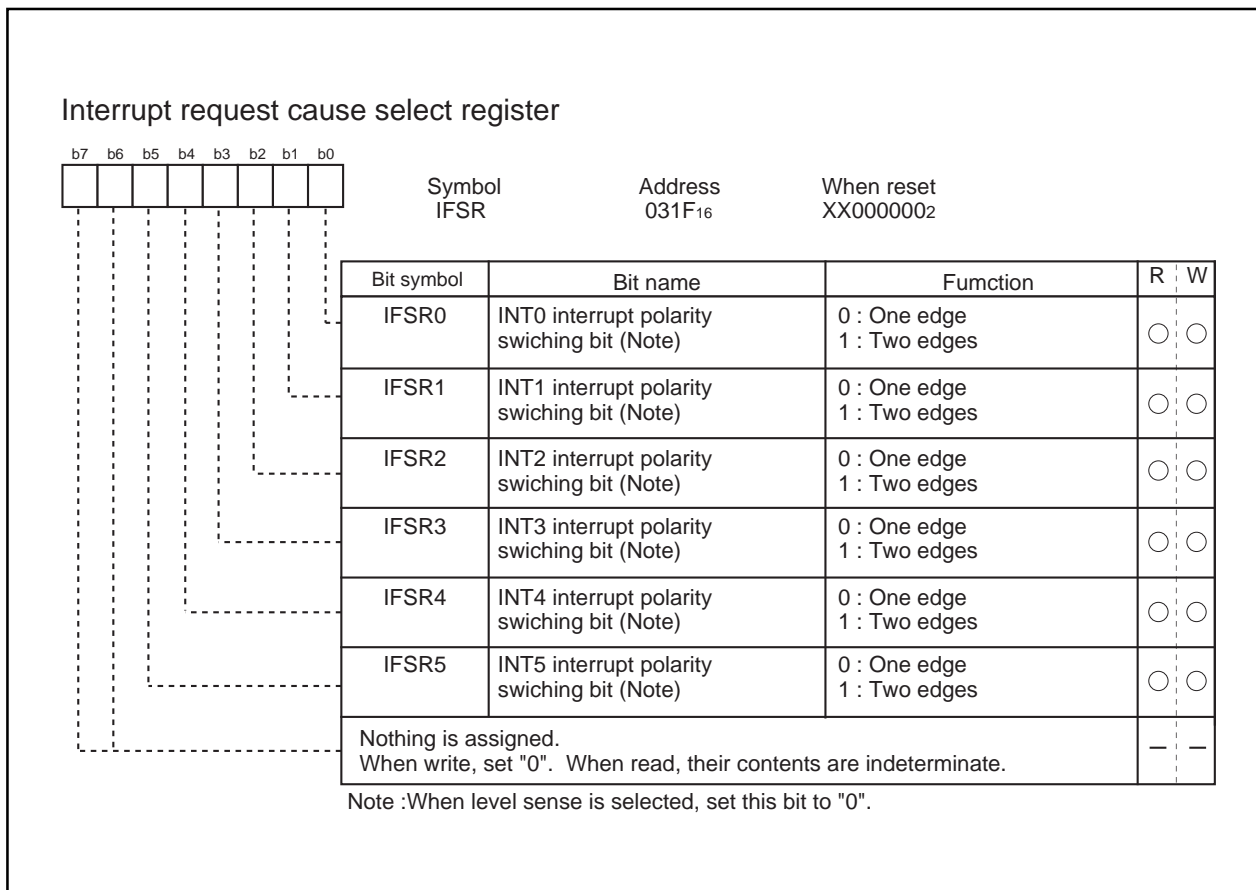 Interrupt request cause select register
b7 b6 b5 b4 b3 b2 b1 b0
Symbol Address When reset
IFSR 031F16 XX0000002
Bit symbol Bit name Fumction R W
IFSR0 INT0 interrupt polarity 0 : One edge
swiching bit (Note) 1 : Two edges
IFSR1 INT1 interrupt polarity 0 : One edge
swiching bit (Note) 1 : Two edges
IFSR2 INT2 interrupt polarity 0 : One edge
swiching bit (Note) 1 : Two edges
IFSR3 INT3 interrupt polarity 0 : One edge
swiching bit (Note) 1 : Two edges
IFSR4 INT4 interrupt polarity 0 : One edge
swiching bit (Note) 1 : Two edges
IFSR5 INT5 interrupt polarity 0 : One edge
swiching bit (Note) 1 : Two edges
Nothing is assigned.
When write, set "0". When read, their contents are indeterminate. – –
Note :When level sense is selected, set this bit to "0".